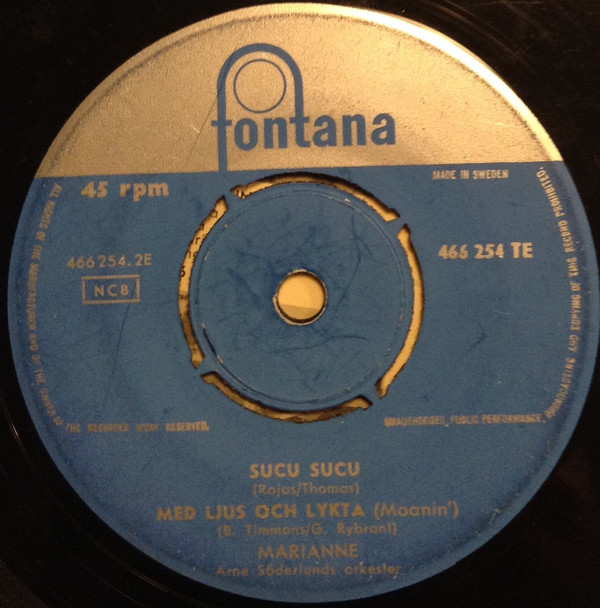 fontana
45 rpm
MADE IN SWEDEN
466 254.2E
466 254 TE
NCB
ALL RIGHTS OF THE MANUFACTURER AND OF THE OWNER OF
THE RECORDED WORK RESERVED.
UNAUTHORISED, PUBLIC PERFORMANCE,
BROADCASTING AND COPYING OF THIS RECORD PROHIBITED.
SUCU SUCU
(Rojas/Thomas)
MED LJUS OCH LYKTA (Moanin')
(B. Timmons/G. Rybrant)
MARIANNE
Arne Söderlunds orkester